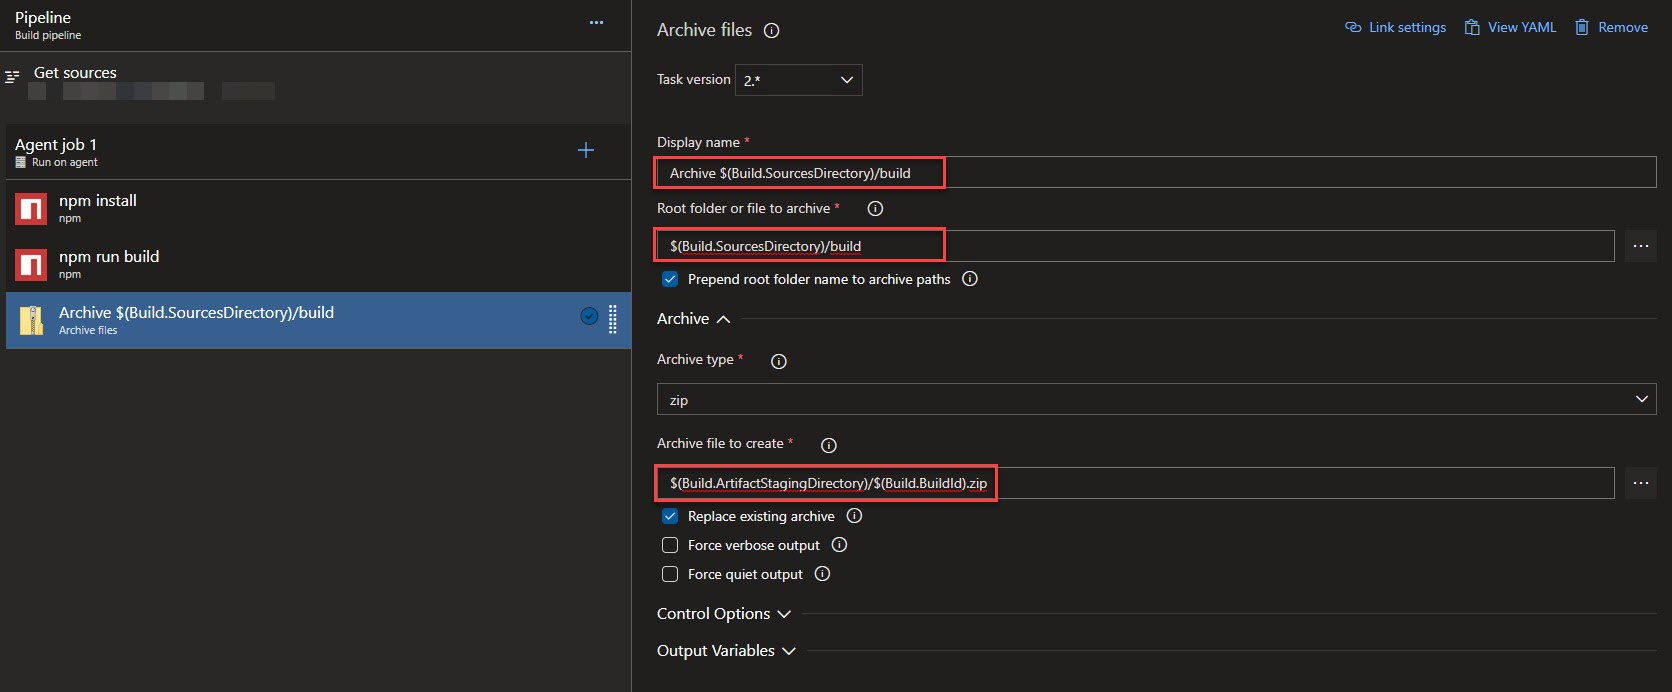 Pipeline
Build pipeline
Get sources
Agent job 1
Run on agent
npm install
npm
npm run build
npm
Archive $(Build.SourcesDirectory)/build
Archive files
Archive files
Link settings
View YAML
Remove
Task version
2.*
Display name *
Archive $(Build.SourcesDirectory)/build
Root folder or file to archive *
$(Build.SourcesDirectory)/build
Prepend root folder name to archive paths
Archive
Archive type *
zip
Archive file to create *
$(Build.ArtifactStagingDirectory)/$(Build.BuildId).zip
Replace existing archive
Force verbose output
Force quiet output
Control Options
Output Variables